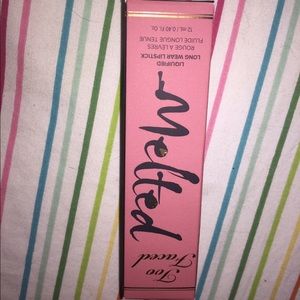 Too
Faced
Melted
LIQUIFIED
LONG WEAR LIPSTICK
ROUGE A LEVRES
FLUIDE LONGUE TENUE
12 mL / 0.40 FL OZ.